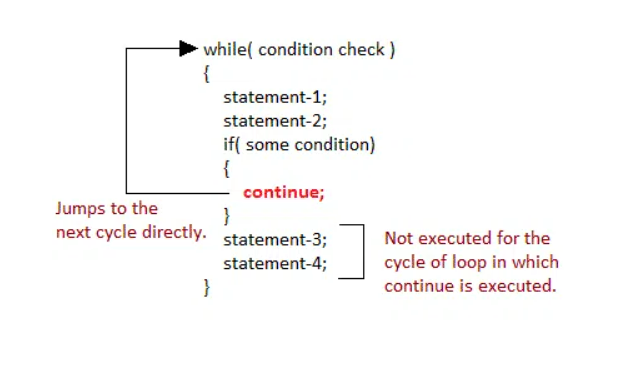 while( condition check )
{
statement-1;
statement-2;
if( some condition)
{
continue;
}
Jumps to the
next cycle directly.
statement-3;
statement-4;
}
Not executed for the
cycle of loop in which
continue is executed.